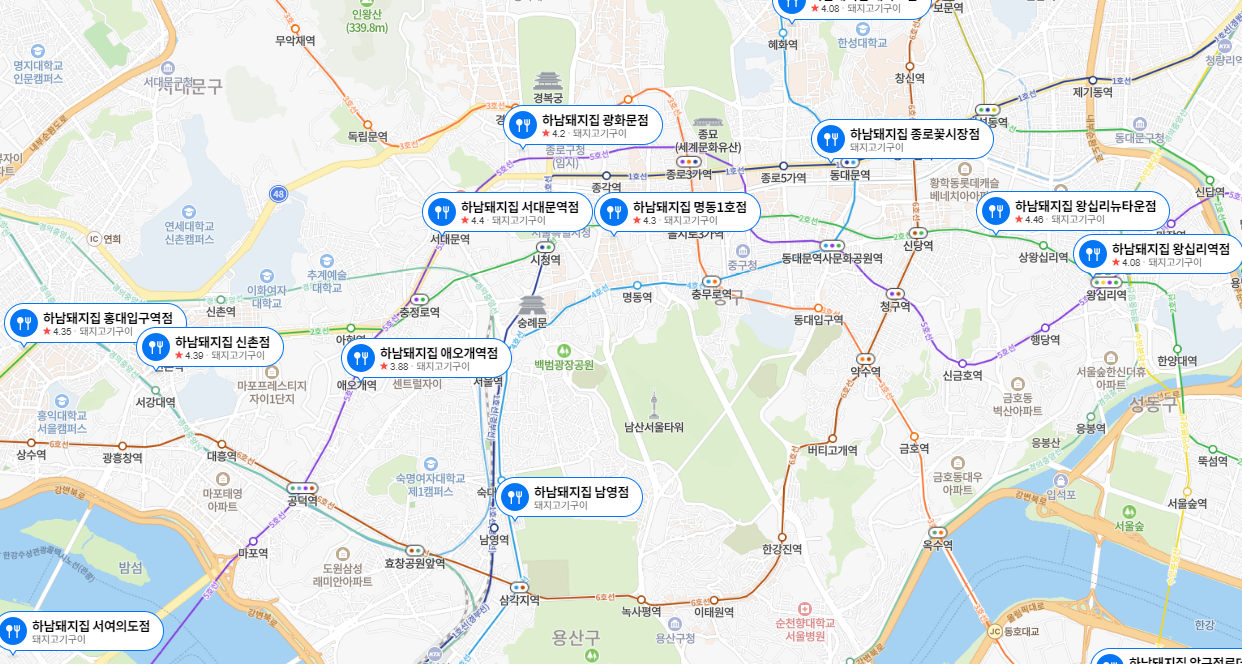 ★ 4.08 · 돼지고기구이
보문역
인왕산
(339.8m)
무악재역
혜화역
한성대학교
명지대학교
인문캠퍼스
서대문구청
서대문구
창신역
청량리역
제기동역
경복궁
독립문역
하남돼지집 광화문점
★ 4.2 · 돼지고기구이
종묘
(세계문화유산)
하남돼지집 종로꽃시장점
돼지고기구이
동대문구청
내부순환로
종로구청
(임시)
종로3가역
종로5가역
동대문역
종각역
황학동롯데캐슬
베네치아아파트
신답역
48
하남돼지집 서대문역점
★ 4.4 · 돼지고기구이
하남돼지집 명동1호점
★ 4.3 · 돼지고기구이
하남돼지집 왕십리뉴타운점
★ 4.46 · 돼지고기구이
연세대학교
신촌캠퍼스
IC 연희
서대문역
서울특별시청
을지로3가역
시청역
중구청
동대문역사문화공원역
신당역
상왕십리역
하남돼지집 왕십리역점
★ 4.08 · 돼지고기구이
추계예술
대학교
이화여자
대학교
신촌역
충정로역
명동역
충무로역
중구
청구역
왕십리역
숭례문
동대입구역
하남돼지집 홍대입구역점
★ 4.35 · 돼지고기구이
하남돼지집 신촌점
★ 4.39 · 돼지고기구이
행당역
한양대역
하남돼지집 애오개역점
★ 3.88 · 돼지고기구이
백범광장공원
약수역
신금호역
서울숲한신더휴
아파트
마포프레스티지
자이1단지
애오개역
센트럴자이
서울역
금호동
벽산아파트
성동구
서강대역
홍익대학교
서울캠퍼스
남산서울타워
응봉역
상수역
광흥창역
대흥역
버티고개역
금호역
응봉산
뚝섬역
숙명여자대학교
제1캠퍼스
마포태영
아파트
금호동대우
아파트
입석포
공덕역
하남돼지집 남영점
돼지고기구이
강변북로
서울숲역
서울숲
남영역
마포역
효창공원앞역
한강진역
옥수역
밤섬
도원삼성
래미안아파트
삼각지역
녹사평역
이태원역
하남돼지집 서여의도점
돼지고기구이
용산구
용산구청
순천향대학교
서울병원
올림픽대로
JC 동호대교
한강